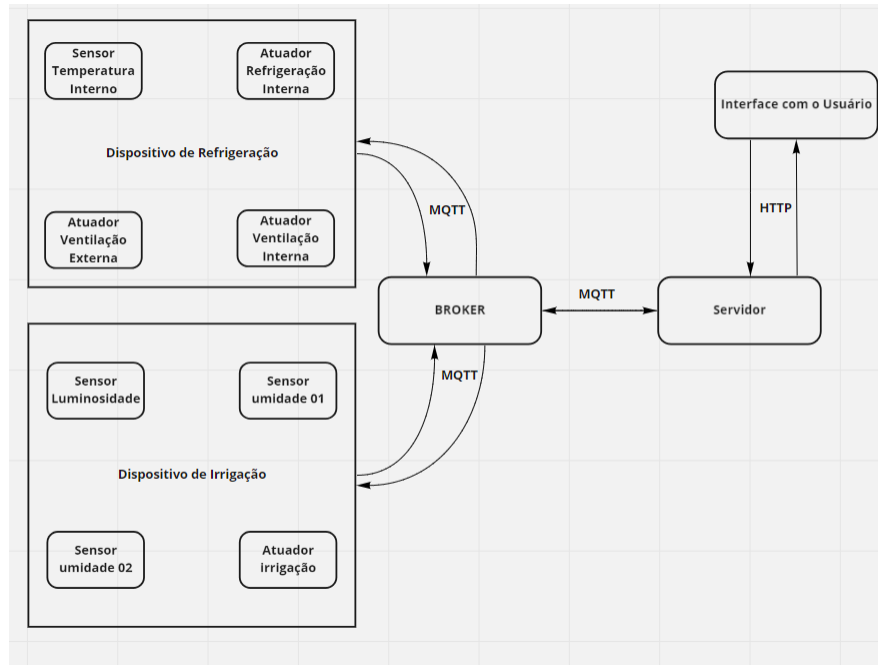 Sensor
Temperatura
Interno
Atuador
Refrigeração
Interna
Dispositivo de Refrigeração
Atuador
Ventilação
Externa
Atuador
Ventilação
Interna
MQTT
Interface com o Usuário
HTTP
BROKER
MQTT
Servidor
MQTT
Sensor
Luminosidade
Sensor
umidade 01
Dispositivo de Irrigação
Sensor
umidade 02
Atuador
irrigação